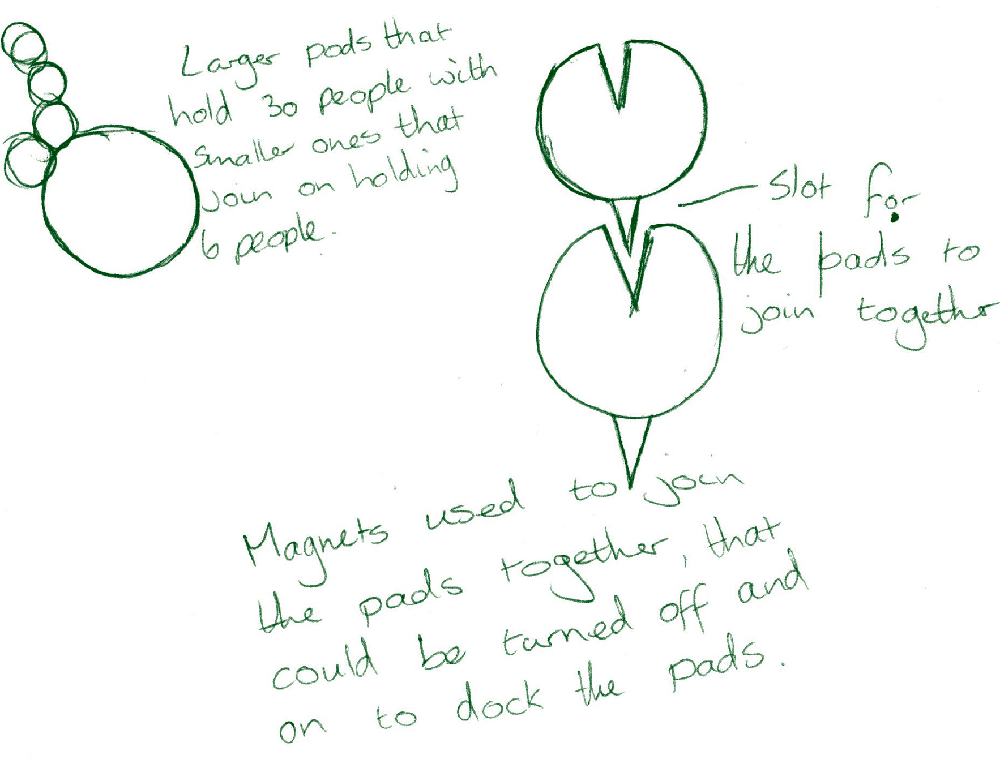 Larger pods that
hold 30 people with
smaller ones that
join on holding
6 people.
Slot for
the pads to
join together
Magnets used to join
the pads together, that
could be turned off and
on to dock the pads.